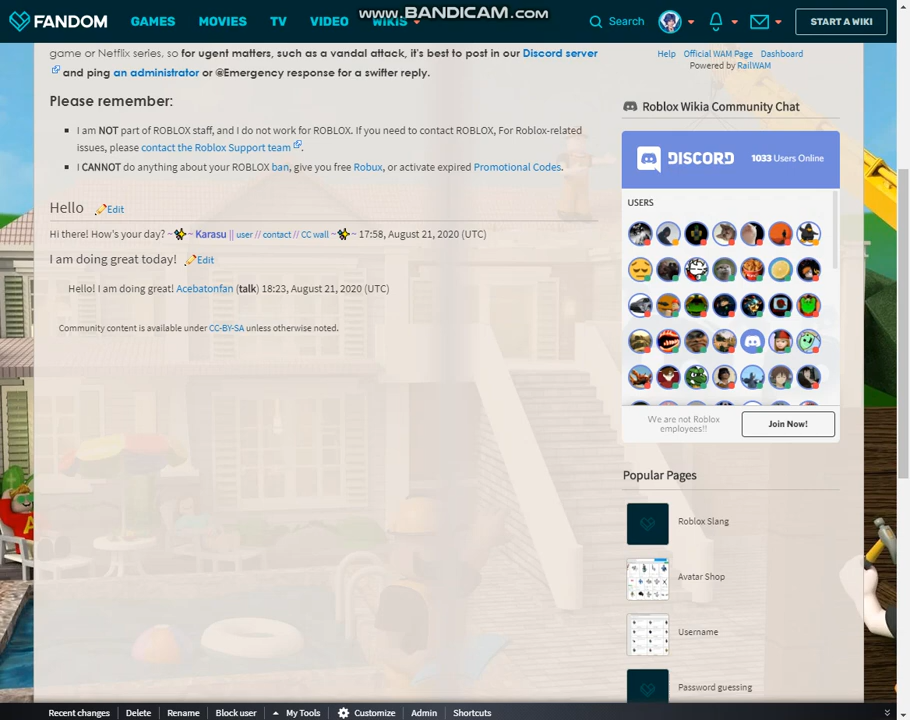 www.BANDICAM.com
FANDOM GAMES MOVIES TV VIDEO WIKIS Search START A WIKI
game or Netflix series, so for ugent matters, such as a vandal attack, it's best to post in our Discord server
and ping an administrator or @Emergency response for a swifter reply.
Please remember:
I am NOT part of ROBLOX staff, and I do not work for ROBLOX. If you need to contact ROBLOX, For Roblox-related
issues, please contact the Roblox Support team.
I CANNOT do anything about your ROBLOX ban, give you free Robux, or activate expired Promotional Codes.
Hello Edit
Hi there! How's your day? ~ ~ Karasu || user // contact // CC wall ~ ~ 17:58, August 21, 2020 (UTC)
I am doing great today! Edit
Hello! I am doing great! Acebatonfan (talk) 18:23, August 21, 2020 (UTC)
Community content is available under CC-BY-SA unless otherwise noted.
Help Official WAM Page Dashboard
Powered by RailWAM
Roblox Wikia Community Chat
DISCORD 1033 Users Online
USERS
We are not Roblox
employees!!
Join Now!
Popular Pages
Roblox Slang
Avatar Shop
Username
Password guessing
Recent changes Delete Rename Block user My Tools Customize Admin Shortcuts